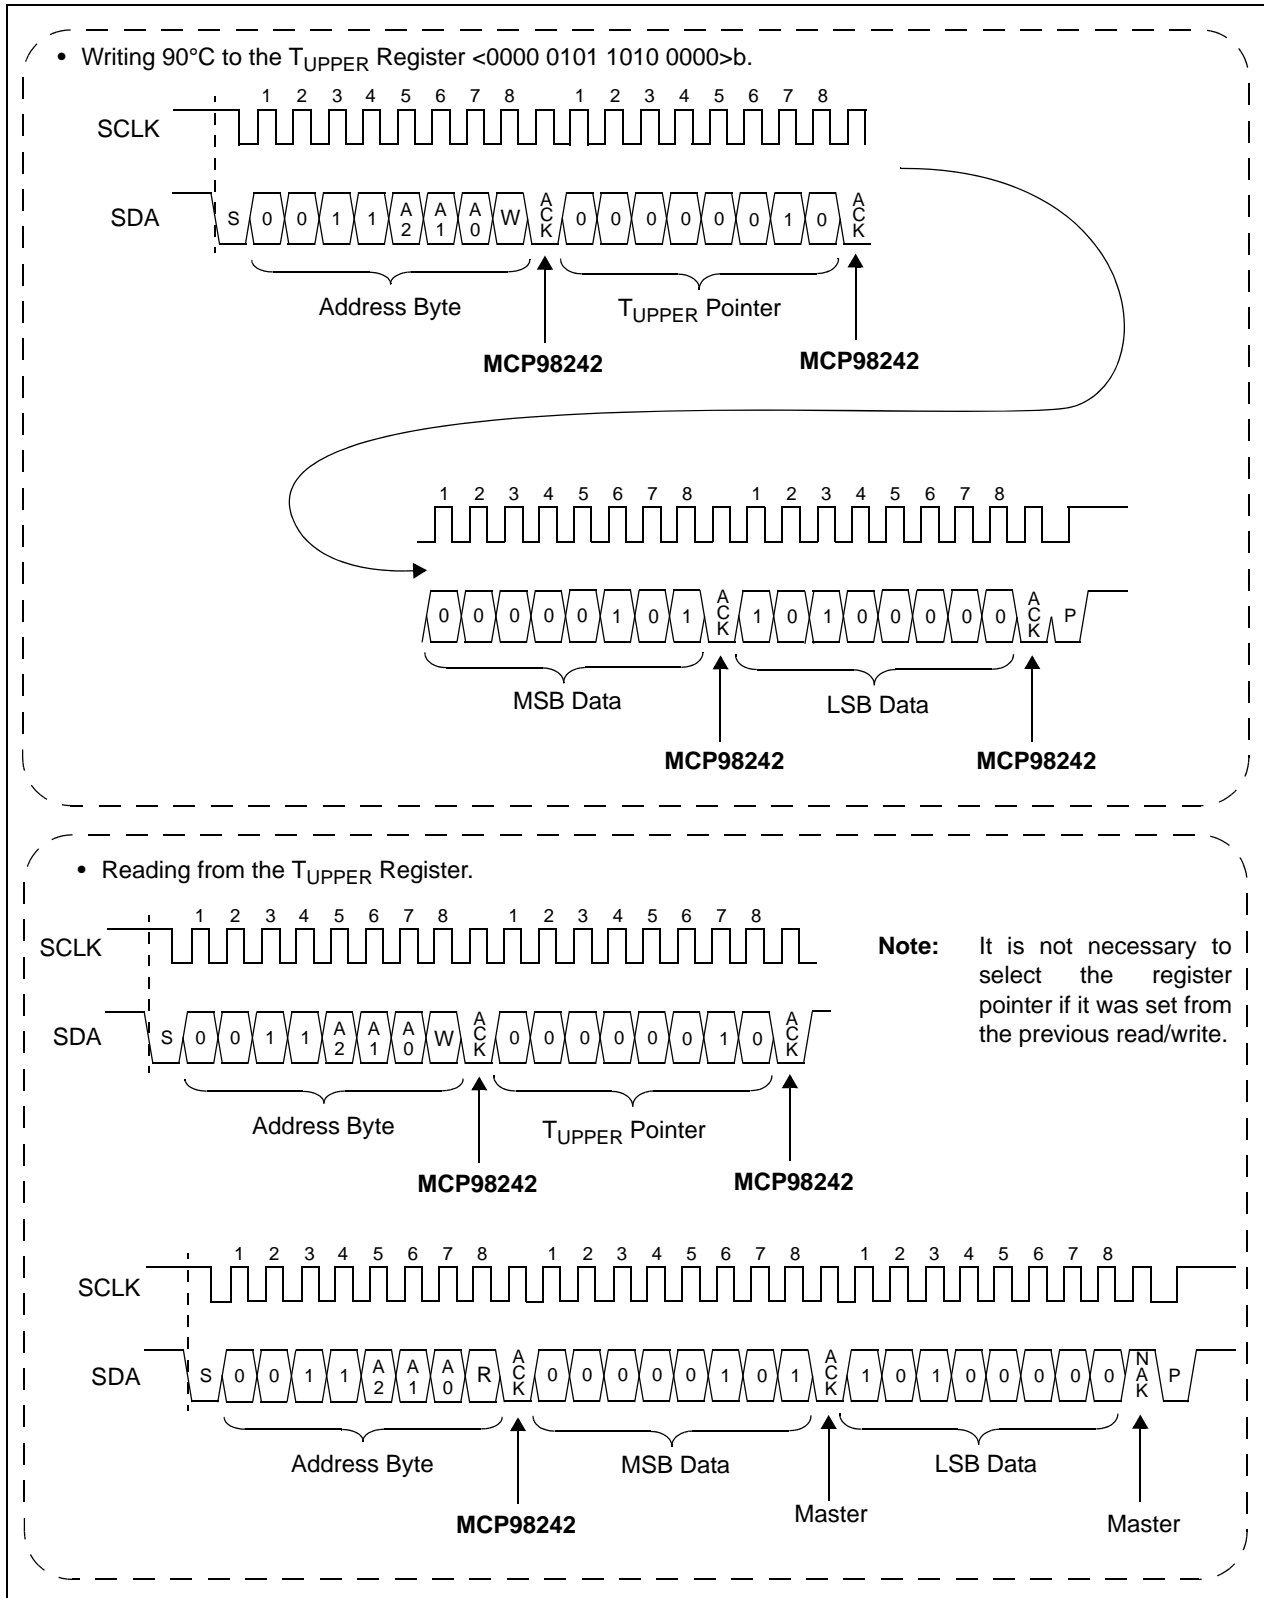 • Writing 90°C to the TUPPER Register <0000 0101 1010 0000>b.
1 2 3 4 5 6 7 8 1 2 3 4 5 6 7 8
SCLK
SDA S 0 0 1 1 A2 A1 A0 W ACK 0 0 0 0 0 0 1 0 ACK
Address Byte TUPPER Pointer
MCP98242 MCP98242
1 2 3 4 5 6 7 8 1 2 3 4 5 6 7 8
0 0 0 0 0 1 0 1 ACK 1 0 1 0 0 0 0 0 ACK P
MSB Data LSB Data
MCP98242 MCP98242
• Reading from the TUPPER Register.
1 2 3 4 5 6 7 8 1 2 3 4 5 6 7 8
SCLK
SDA S 0 0 1 1 A2 A1 A0 W ACK 0 0 0 0 0 0 1 0 ACK
Address Byte TUPPER Pointer
MCP98242 MCP98242
Note: It is not necessary to
select the register
pointer if it was set from
the previous read/write.
1 2 3 4 5 6 7 8 1 2 3 4 5 6 7 8 1 2 3 4 5 6 7 8
SCLK
SDA S 0 0 1 1 A2 A1 A0 R ACK 0 0 0 0 0 1 0 1 ACK 1 0 1 0 0 0 0 0 NAK P
Address Byte MSB Data LSB Data
MCP98242 Master Master